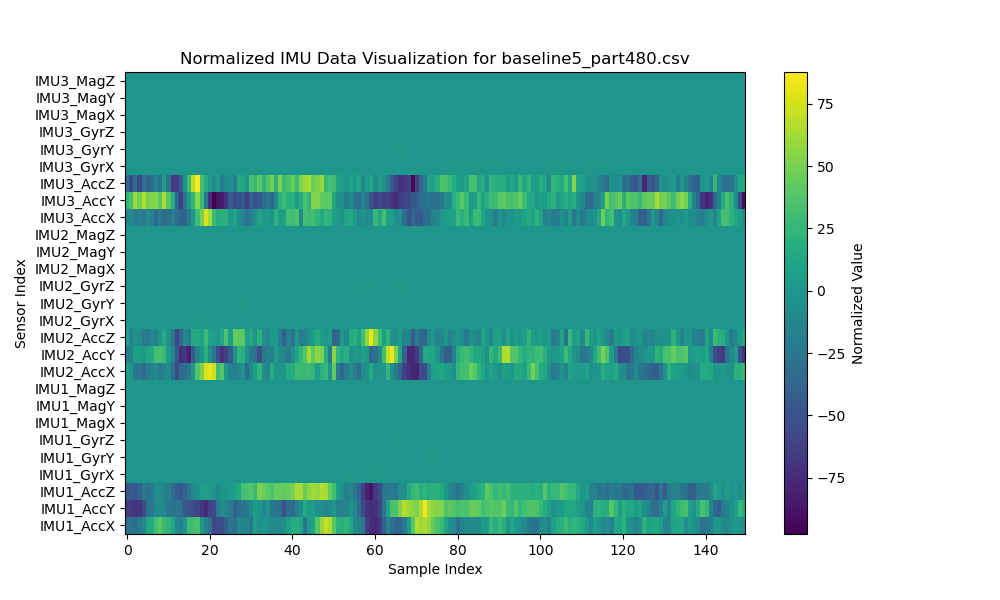 Normalized IMU Data Visualization for baseline5_part480.csv
IMU3_MagZ
IMU3_MagY
IMU3_MagX
IMU3_GyrZ
IMU3_GyrY
IMU3_GyrX
IMU3_AccZ
IMU3_AccY
IMU3_AccX
IMU2_MagZ
IMU2_MagY
IMU2_MagX
IMU2_GyrZ
IMU2_GyrY
IMU2_GyrX
IMU2_AccZ
IMU2_AccY
IMU2_AccX
IMU1_MagZ
IMU1_MagY
IMU1_MagX
IMU1_GyrZ
IMU1_GyrY
IMU1_GyrX
IMU1_AccZ
IMU1_AccY
IMU1_AccX
Sensor Index
0 20 40 60 80 100 120 140
Sample Index
75
50
25
0
−25
−50
−75
Normalized Value